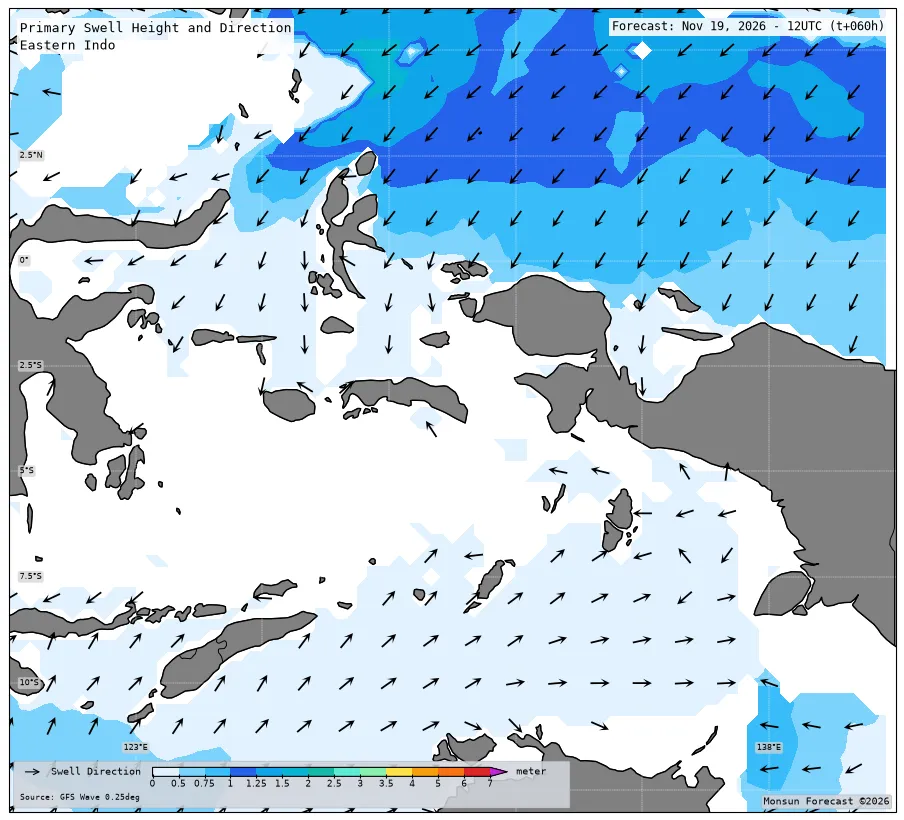 Primary Swell Height and Direction
Eastern Indo
Forecast: Nov 19, 2026 - 12UTC (t+060h)
2.5°N
0°
2.5°S
5°S
7.5°S
10°S
123°E
138°E
Swell Direction
meter
0 0.5 0.75 1 1.25 1.5 2 2.5 3 3.5 4 5 6 7
Source: GFS Wave 0.25deg
Monsun Forecast ©2026